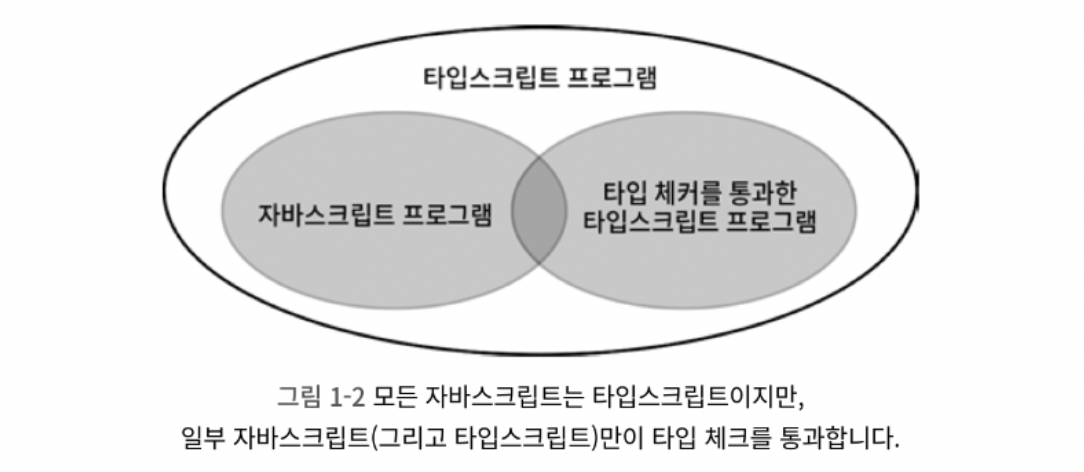 타입스크립트 프로그램
자바스크립트 프로그램
타입 체커를 통과한
타입스크립트 프로그램
그림 1-2 모든 자바스크립트는 타입스크립트이지만,
일부 자바스크립트(그리고 타입스크립트)만이 타입 체크를 통과합니다.